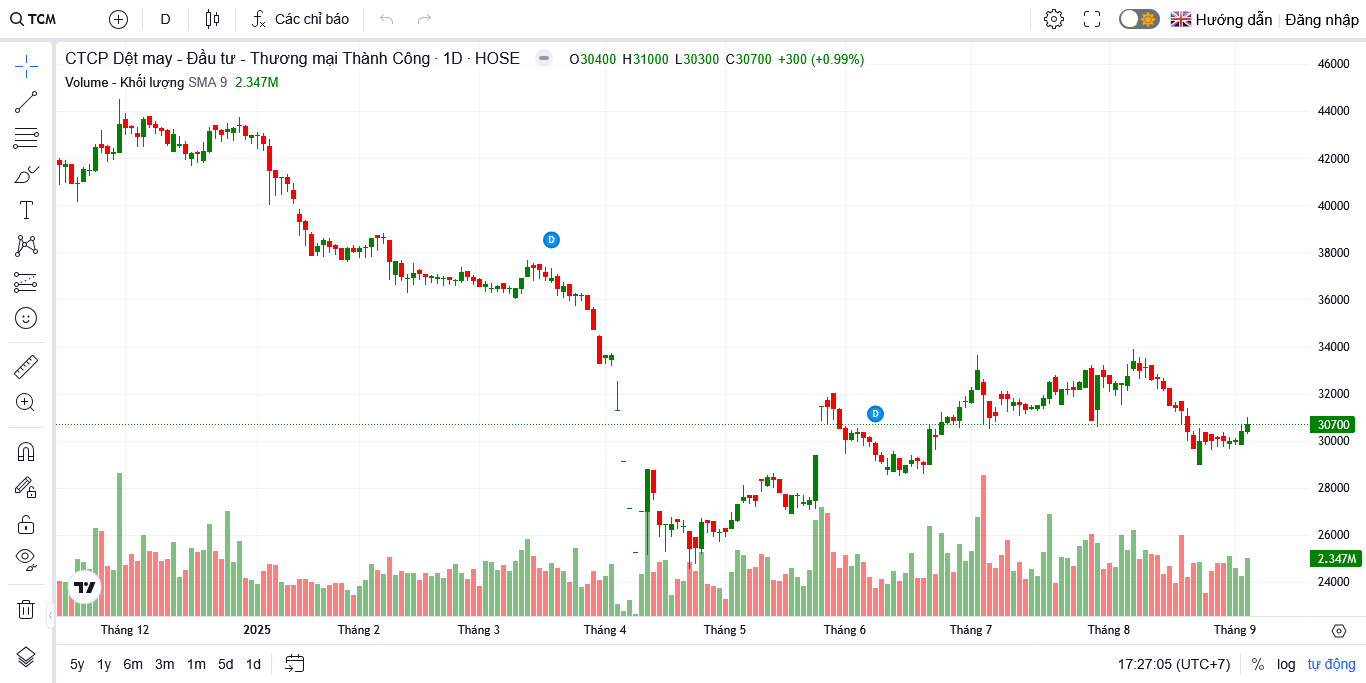 TCM D Các chỉ báo Hướng dẫn Đăng nhập
CTCP Dệt may - Đầu tư - Thương mại Thành Công · 1D · HOSE O30400 H31000 L30300 C30700 +300 (+0.99%)
Volume - Khối lượng SMA 9 2.347M
46000
44000
42000
40000
38000
36000
34000
32000
30700
30000
28000
26000
2.347M
24000
D
D
Tháng 12 2025 Tháng 2 Tháng 3 Tháng 4 Tháng 5 Tháng 6 Tháng 7 Tháng 8 Tháng 9
5y 1y 6m 3m 1m 5d 1d 17:27:05 (UTC+7) % log tự động